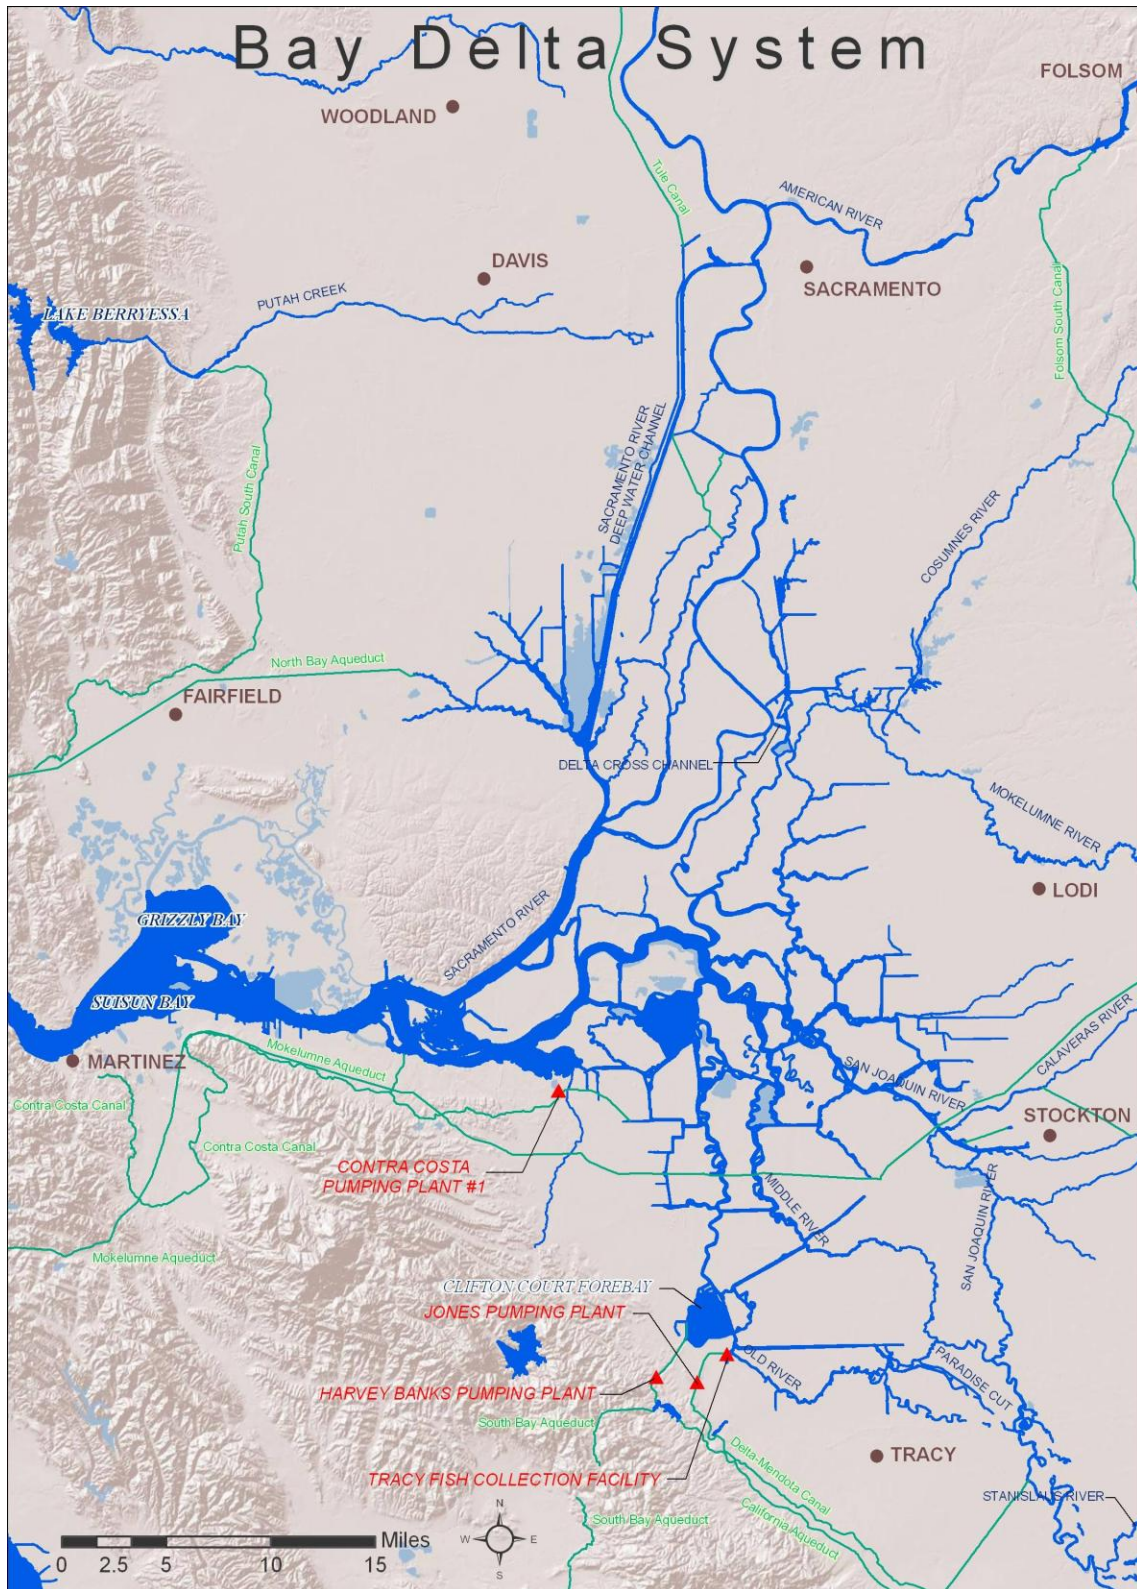 Bay Delta System
FOLSOM
WOODLAND
Tule Canal
AMERICAN RIVER
DAVIS
SACRAMENTO
PUTAH CREEK
LAKE BERRYESSA
Folsom South Canal
SACRAMENTO RIVER
DEEP WATER CHANNEL
Putah South Canal
COSUMNES RIVER
North Bay Aqueduct
FAIRFIELD
DELTA CROSS CHANNEL
MOKELUMNE RIVER
LODI
GRIZZLY BAY
SACRAMENTO RIVER
SUISUN BAY
MARTINEZ
Mokelumne Aqueduct
CALAVERAS RIVER
SAN JOAQUIN RIVER
Contra Costa Canal
STOCKTON
Contra Costa Canal
CONTRA COSTA
PUMPING PLANT #1
MIDDLE RIVER
SAN JOAQUIN RIVER
Mokelumne Aqueduct
CLIFTON COURT FOREBAY
JONES PUMPING PLANT
OLD RIVER
PARADISE CUT
HARVEY BANKS PUMPING PLANT
South Bay Aqueduct
TRACY
Delta-Mendota Canal
TRACY FISH COLLECTION FACILITY
STANISLAUS RIVER
California Aqueduct
South Bay Aqueduct
N
W E
S
Miles
0 2.5 5 10 15